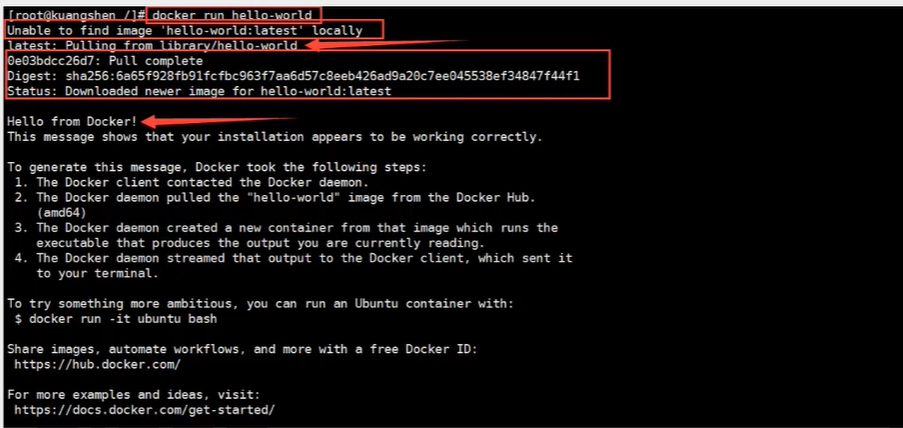 [root@kuangshen /]# docker run hello-world
Unable to find image 'hello-world:latest' locally
latest: Pulling from library/hello-world
0e03bdcc26d7: Pull complete
Digest: sha256:6a65f928fb91fcfbc963f7aa6d57c8eeb426ad9a20c7ee045538ef34847f44f1
Status: Downloaded newer image for hello-world:latest
Hello from Docker!
This message shows that your installation appears to be working correctly.
To generate this message, Docker took the following steps:
1. The Docker client contacted the Docker daemon.
2. The Docker daemon pulled the "hello-world" image from the Docker Hub.
(amd64)
3. The Docker daemon created a new container from that image which runs the
executable that produces the output you are currently reading.
4. The Docker daemon streamed that output to the Docker client, which sent it
to your terminal.
To try something more ambitious, you can run an Ubuntu container with:
$ docker run -it ubuntu bash
Share images, automate workflows, and more with a free Docker ID:
https://hub.docker.com/
For more examples and ideas, visit:
https://docs.docker.com/get-started/